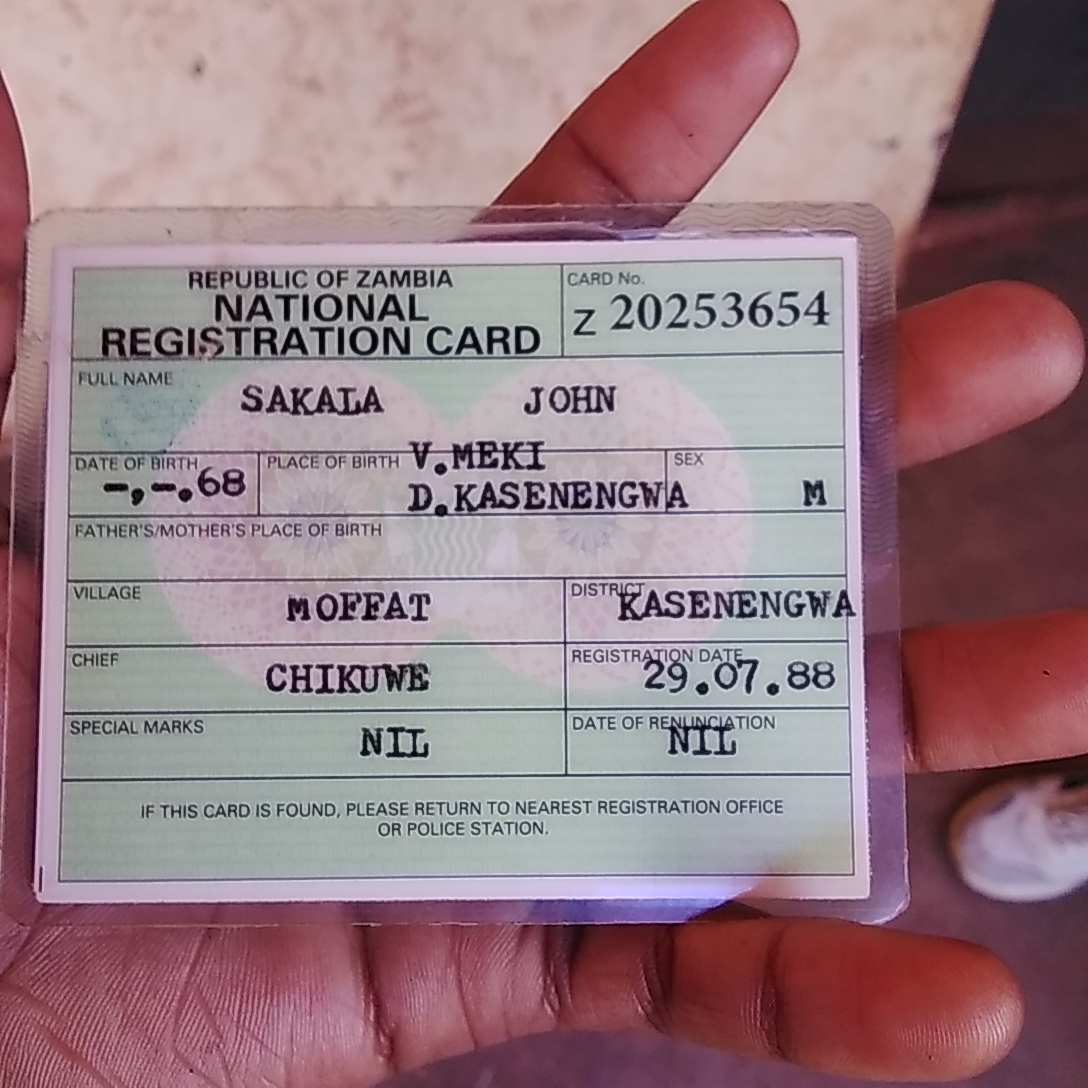 REPUBLIC OF ZAMBIA
NATIONAL
REGISTRATION CARD
CARD No.
Z 20253654
FULL NAME
SAKALA JOHN
DATE OF BIRTH
-,-.68
PLACE OF BIRTH V.MEKI
D.KASENENGWA
SEX
M
FATHER'S/MOTHER'S PLACE OF BIRTH
VILLAGE
MOFFAT
DISTRICT
KASENENGWA
CHIEF
CHIKUWE
REGISTRATION DATE
29.07.88
SPECIAL MARKS
NIL
DATE OF RENUNCIATION
NIL
IF THIS CARD IS FOUND, PLEASE RETURN TO NEAREST REGISTRATION OFFICE
OR POLICE STATION.